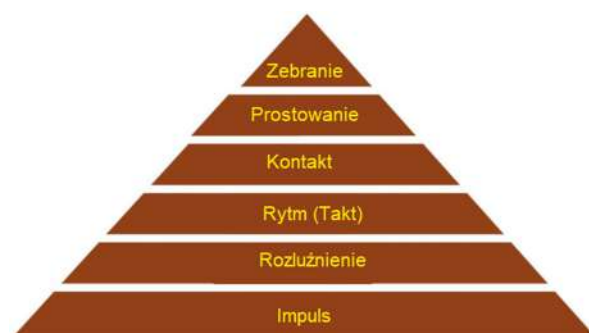 Zebranie
Prostowanie
Kontakt
Rytm (Takt)
Rozluźnienie
Impuls